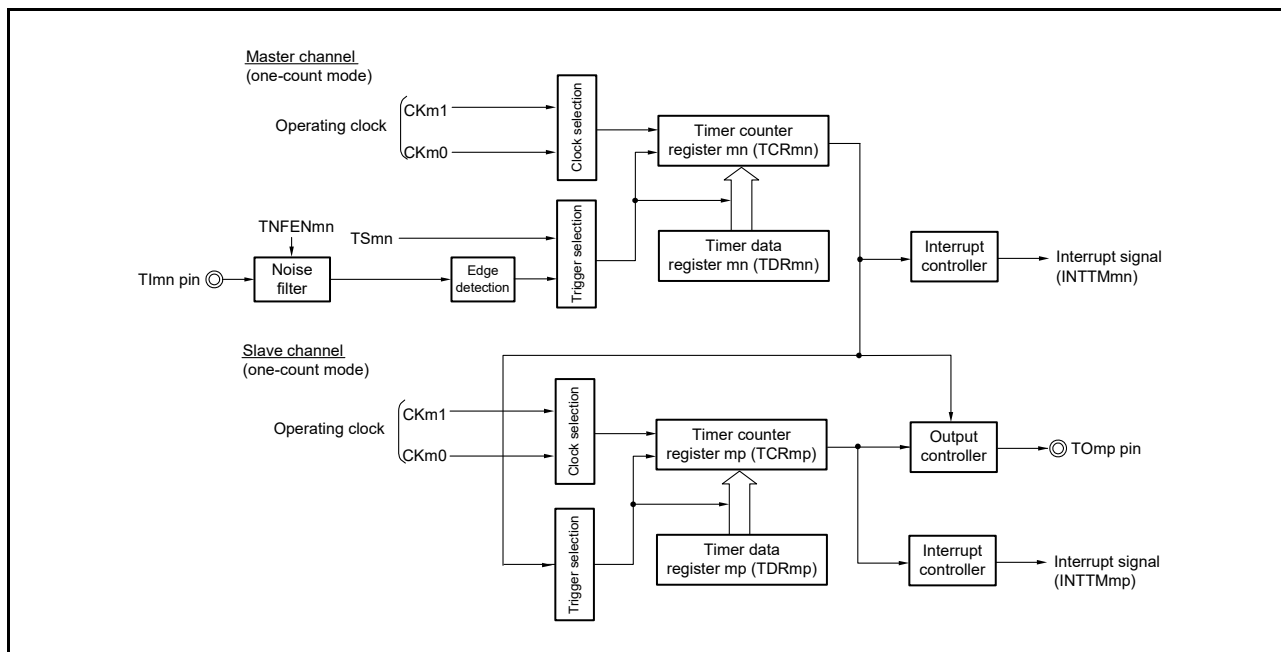 Master channel
(one-count mode)
Operating clock
CKm1
CKm0
Clock selection
Timer counter
register mn (TCRmn)
TNFENmn
TSmn
TImn pin
Noise
filter
Edge
detection
Trigger selection
Timer data
register mn (TDRmn)
Interrupt
controller
Interrupt signal
(INTTMmn)
Slave channel
(one-count mode)
Operating clock
CKm1
CKm0
Clock selection
Timer counter
register mp (TCRmp)
Output
controller
TOmp pin
Trigger selection
Timer data
register mp (TDRmp)
Interrupt
controller
Interrupt signal
(INTTMmp)